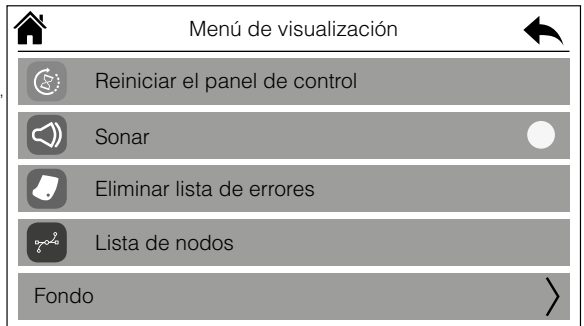 Menú de visualización
Reiniciar el panel de control
Sonar
Eliminar lista de errores
Lista de nodos
Fondo